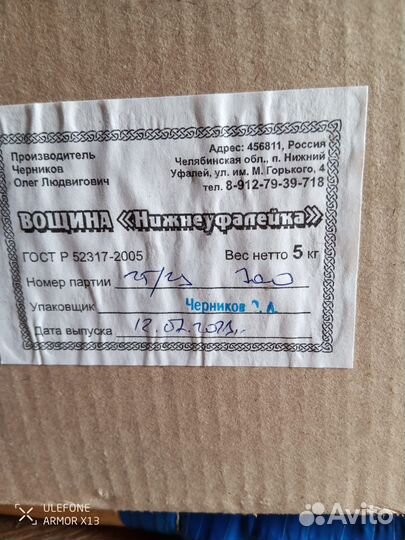 Производитель
Черников
Олег Людвигович
Адрес: 456811, Россия
Челябинская обл., п. Нижний
Уфалей, ул. им. М. Горького, 4
тел. 8-912-79-39-718
ВОЩИНА «Нижнеуфалейка»
ГОСТ Р 52317-2005 Вес нетто 5 кг
Номер партии
Упаковщик Черников
Дата выпуска
ULEFONE
ARMOR X13
Avito